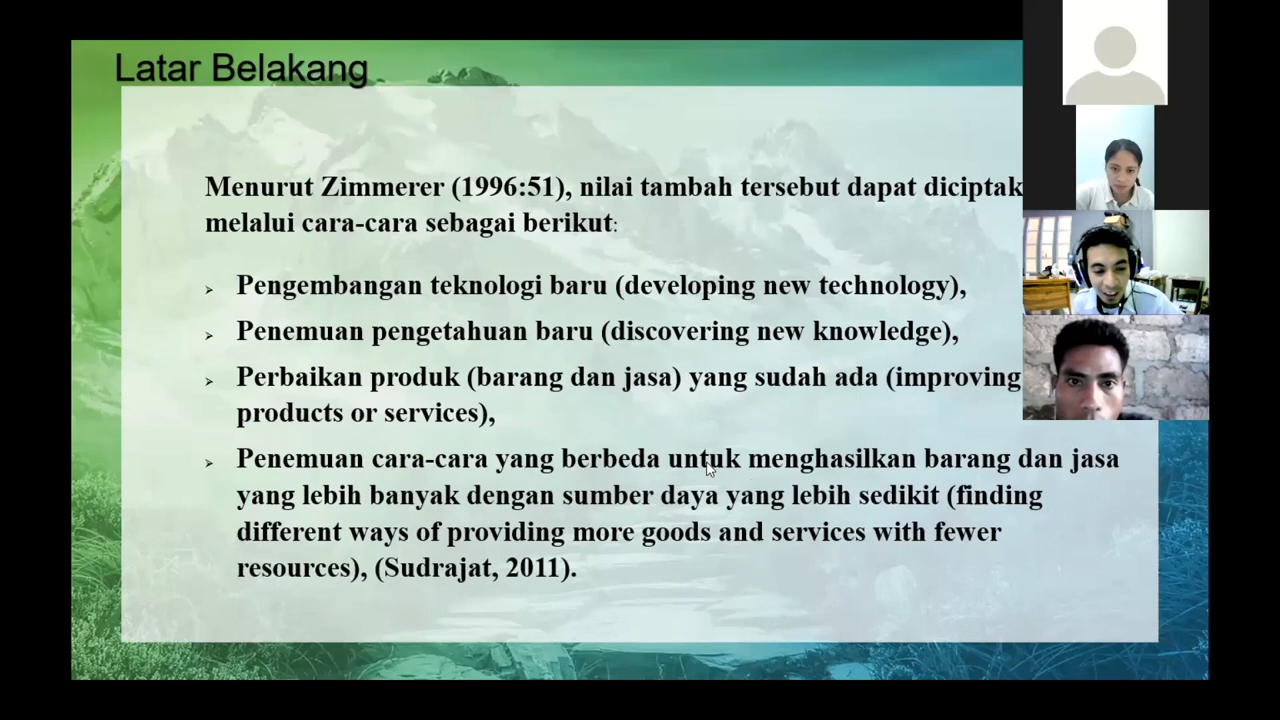 Latar Belakang
Menurut Zimmerer (1996:51), nilai tambah tersebut dapat diciptak
melalui cara-cara sebagai berikut:
Pengembangan teknologi baru (developing new technology),
Penemuan pengetahuan baru (discovering new knowledge),
Perbaikan produk (barang dan jasa) yang sudah ada (improving
products or services),
Penemuan cara-cara yang berbeda untuk menghasilkan barang dan jasa
yang lebih banyak dengan sumber daya yang lebih sedikit (finding
different ways of providing more goods and services with fewer
resources), (Sudrajat, 2011).